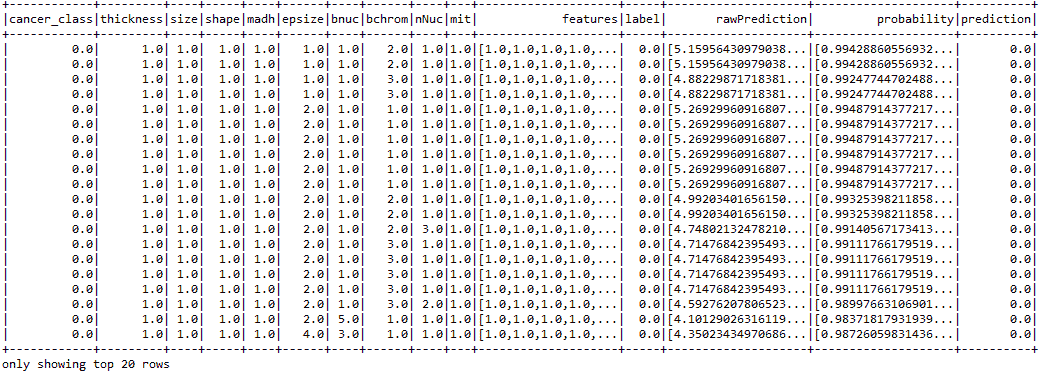 +------------+---------+----+-----+----+------+----+------+----+---+--------------------+-----+--------------------+--------------------+----------+
|cancer_class|thickness|size|shape|madh|epsize|bnuc|bchrom|nNuc|mit|            features|label|       rawPrediction|         probability|prediction|
+------------+---------+----+-----+----+------+----+------+----+---+--------------------+-----+--------------------+--------------------+----------+
|         0.0|      1.0| 1.0|  1.0| 1.0|   1.0| 1.0|   2.0| 1.0|1.0|[1.0,1.0,1.0,1.0,...|  0.0|[5.15956430979038...|[0.99428860556932...|       0.0|
|         0.0|      1.0| 1.0|  1.0| 1.0|   1.0| 1.0|   2.0| 1.0|1.0|[1.0,1.0,1.0,1.0,...|  0.0|[5.15956430979038...|[0.99428860556932...|       0.0|
|         0.0|      1.0| 1.0|  1.0| 1.0|   1.0| 1.0|   3.0| 1.0|1.0|[1.0,1.0,1.0,1.0,...|  0.0|[4.88229871718381...|[0.99247744702488...|       0.0|
|         0.0|      1.0| 1.0|  1.0| 1.0|   1.0| 1.0|   3.0| 1.0|1.0|[1.0,1.0,1.0,1.0,...|  0.0|[4.88229871718381...|[0.99247744702488...|       0.0|
|         0.0|      1.0| 1.0|  1.0| 1.0|   2.0| 1.0|   1.0| 1.0|1.0|[1.0,1.0,1.0,1.0,...|  0.0|[5.26929960916807...|[0.99487914377217...|       0.0|
|         0.0|      1.0| 1.0|  1.0| 1.0|   2.0| 1.0|   1.0| 1.0|1.0|[1.0,1.0,1.0,1.0,...|  0.0|[5.26929960916807...|[0.99487914377217...|       0.0|
|         0.0|      1.0| 1.0|  1.0| 1.0|   2.0| 1.0|   1.0| 1.0|1.0|[1.0,1.0,1.0,1.0,...|  0.0|[5.26929960916807...|[0.99487914377217...|       0.0|
|         0.0|      1.0| 1.0|  1.0| 1.0|   2.0| 1.0|   1.0| 1.0|1.0|[1.0,1.0,1.0,1.0,...|  0.0|[5.26929960916807...|[0.99487914377217...|       0.0|
|         0.0|      1.0| 1.0|  1.0| 1.0|   2.0| 1.0|   1.0| 1.0|1.0|[1.0,1.0,1.0,1.0,...|  0.0|[5.26929960916807...|[0.99487914377217...|       0.0|
|         0.0|      1.0| 1.0|  1.0| 1.0|   2.0| 1.0|   1.0| 1.0|1.0|[1.0,1.0,1.0,1.0,...|  0.0|[5.26929960916807...|[0.99487914377217...|       0.0|
|         0.0|      1.0| 1.0|  1.0| 1.0|   2.0| 1.0|   2.0| 1.0|1.0|[1.0,1.0,1.0,1.0,...|  0.0|[4.99203401656150...|[0.99325398211858...|       0.0|
|         0.0|      1.0| 1.0|  1.0| 1.0|   2.0| 1.0|   2.0| 1.0|1.0|[1.0,1.0,1.0,1.0,...|  0.0|[4.99203401656150...|[0.99325398211858...|       0.0|
|         0.0|      1.0| 1.0|  1.0| 1.0|   2.0| 1.0|   2.0| 3.0|1.0|[1.0,1.0,1.0,1.0,...|  0.0|[4.74802132478210...|[0.99140567173413...|       0.0|
|         0.0|      1.0| 1.0|  1.0| 1.0|   2.0| 1.0|   3.0| 1.0|1.0|[1.0,1.0,1.0,1.0,...|  0.0|[4.71476842395493...|[0.99111766179519...|       0.0|
|         0.0|      1.0| 1.0|  1.0| 1.0|   2.0| 1.0|   3.0| 1.0|1.0|[1.0,1.0,1.0,1.0,...|  0.0|[4.71476842395493...|[0.99111766179519...|       0.0|
|         0.0|      1.0| 1.0|  1.0| 1.0|   2.0| 1.0|   3.0| 1.0|1.0|[1.0,1.0,1.0,1.0,...|  0.0|[4.71476842395493...|[0.99111766179519...|       0.0|
|         0.0|      1.0| 1.0|  1.0| 1.0|   2.0| 1.0|   3.0| 1.0|1.0|[1.0,1.0,1.0,1.0,...|  0.0|[4.71476842395493...|[0.99111766179519...|       0.0|
|         0.0|      1.0| 1.0|  1.0| 1.0|   2.0| 1.0|   3.0| 2.0|1.0|[1.0,1.0,1.0,1.0,...|  0.0|[4.59276207806523...|[0.98997663106901...|       0.0|
|         0.0|      1.0| 1.0|  1.0| 1.0|   2.0| 5.0|   1.0| 1.0|1.0|[1.0,1.0,1.0,1.0,...|  0.0|[4.10129026316119...|[0.98371817931939...|       0.0|
|         0.0|      1.0| 1.0|  1.0| 1.0|   4.0| 3.0|   1.0| 1.0|1.0|[1.0,1.0,1.0,1.0,...|  0.0|[4.35023434970686...|[0.98726059831436...|       0.0|
+------------+---------+----+-----+----+------+----+------+----+---+--------------------+-----+--------------------+--------------------+----------+
only showing top 20 rows